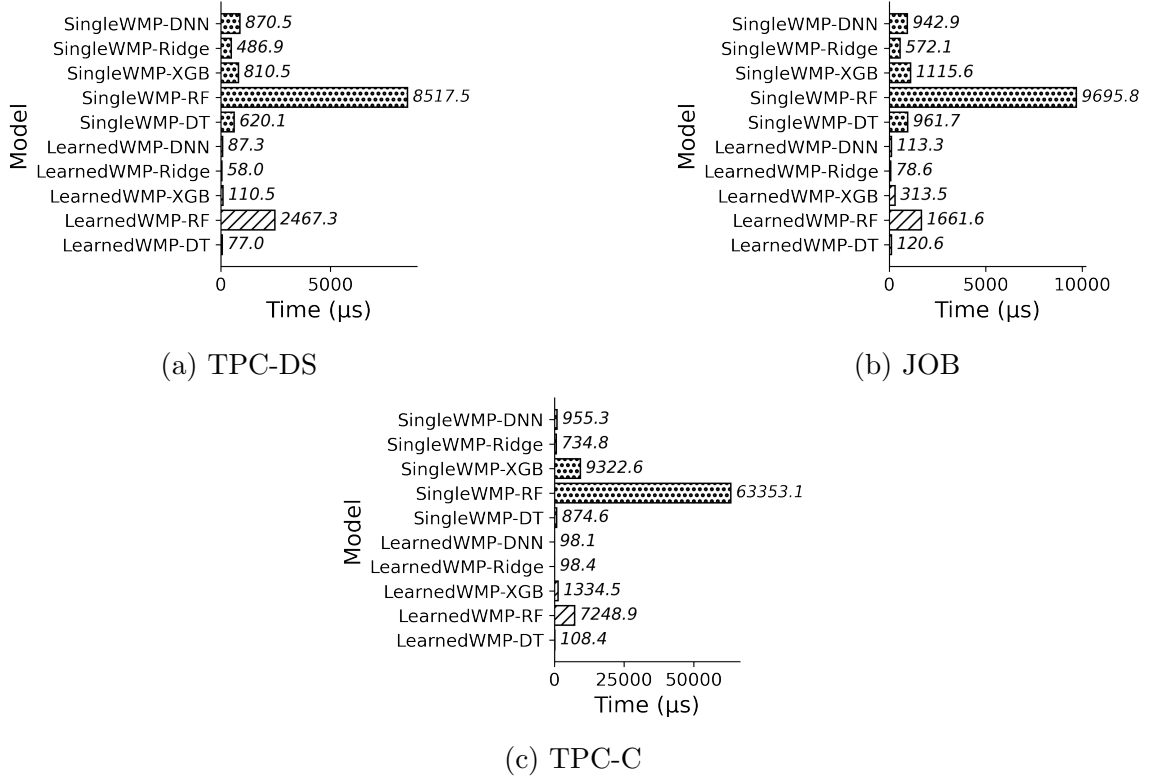 SingleWMP-DNN 870.5
SingleWMP-Ridge 486.9
SingleWMP-XGB 810.5
SingleWMP-RF 8517.5
SingleWMP-DT 620.1
LearnedWMP-DNN 87.3
LearnedWMP-Ridge 58.0
LearnedWMP-XGB 110.5
LearnedWMP-RF 2467.3
LearnedWMP-DT 77.0
Model
0 5000
Time (μs)
(a) TPC-DS
SingleWMP-DNN 942.9
SingleWMP-Ridge 572.1
SingleWMP-XGB 1115.6
SingleWMP-RF 9695.8
SingleWMP-DT 961.7
LearnedWMP-DNN 113.3
LearnedWMP-Ridge 78.6
LearnedWMP-XGB 313.5
LearnedWMP-RF 1661.6
LearnedWMP-DT 120.6
Model
0 5000 10000
Time (μs)
(b) JOB
SingleWMP-DNN 955.3
SingleWMP-Ridge 734.8
SingleWMP-XGB 9322.6
SingleWMP-RF 63353.1
SingleWMP-DT 874.6
LearnedWMP-DNN 98.1
LearnedWMP-Ridge 98.4
LearnedWMP-XGB 1334.5
LearnedWMP-RF 7248.9
LearnedWMP-DT 108.4
Model
0 25000 50000
Time (μs)
(c) TPC-C